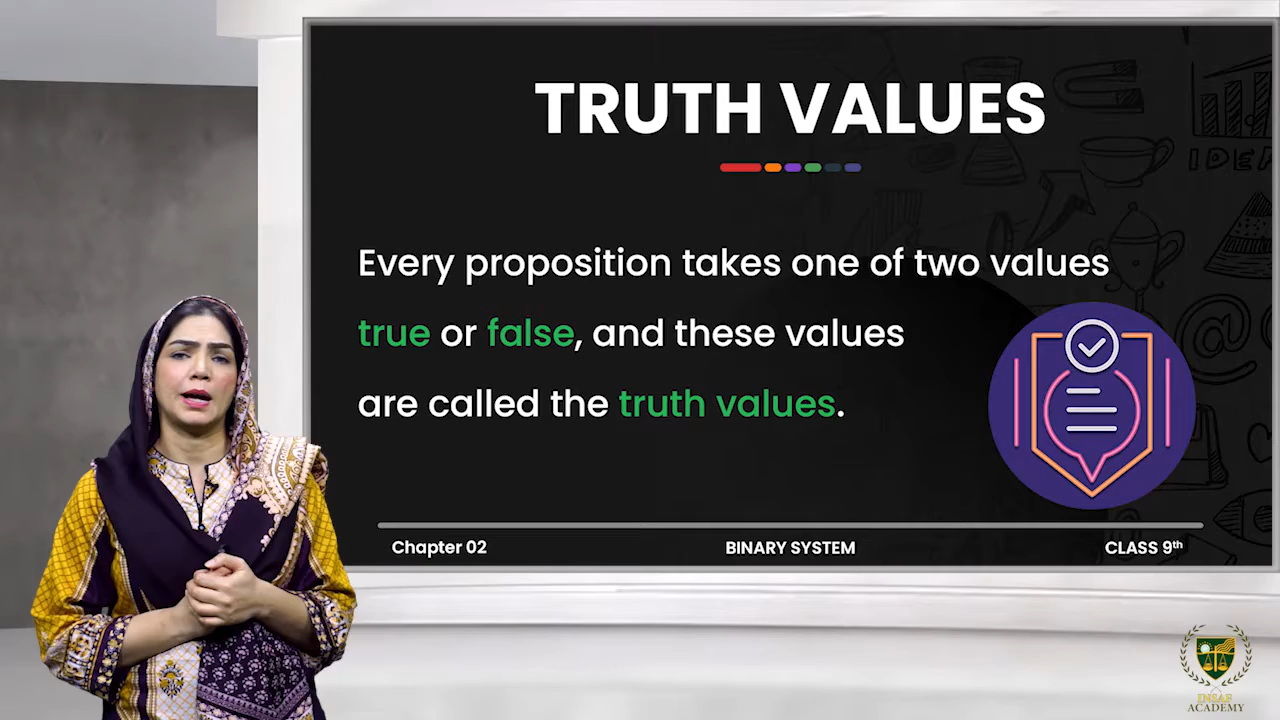 TRUTH VALUES
IDEA
Every proposition takes one of two values
true or false, and these values
are called the truth values.
Chapter 02
BINARY SYSTEM
CLASS 9th
INSAF
ACADEMY